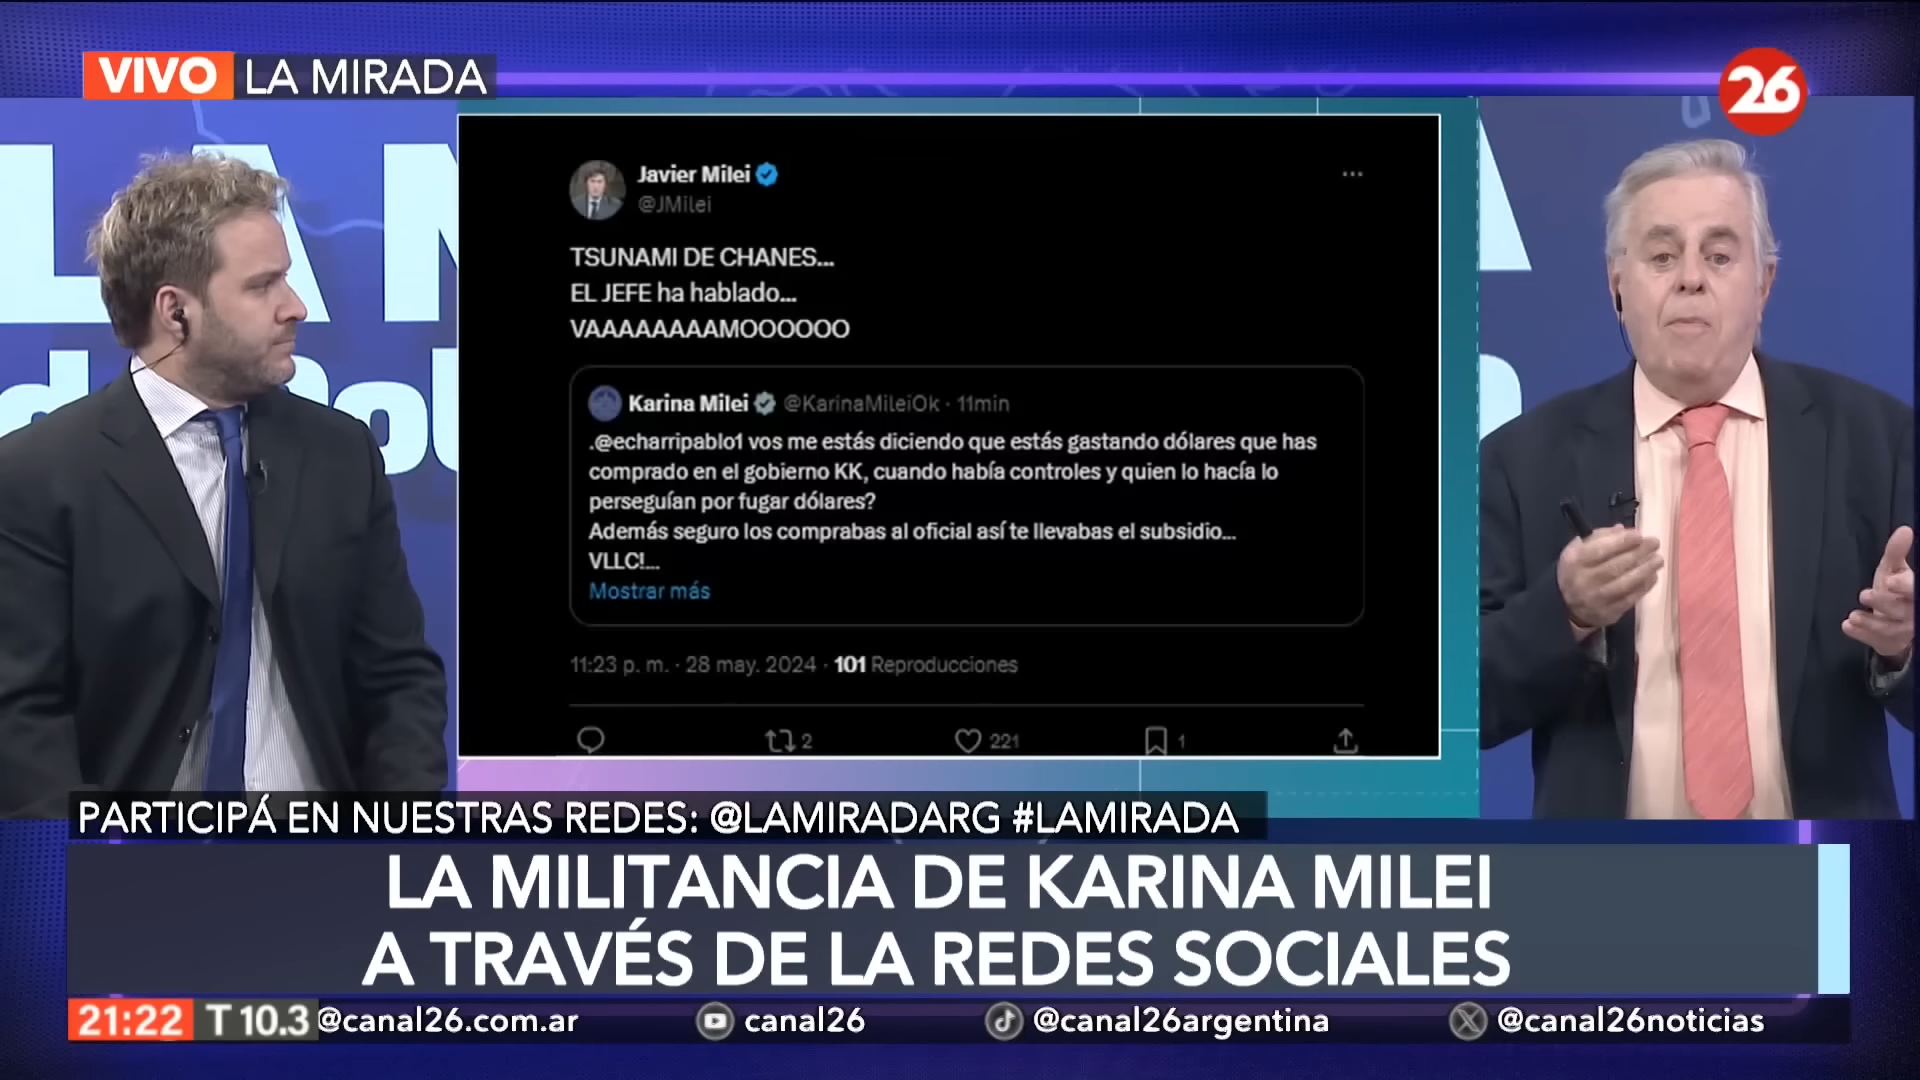 VIVO LA MIRADA
26
Javier Milei
@JMilei
TSUNAMI DE CHANES...
EL JEFE ha hablado...
VAAAAAAAAMOOOOOO
Karina Milei @KarinaMileiOk · 11min
.@echarripablo1 vos me estás diciendo que estás gastando dólares que has
comprado en el gobierno KK, cuando había controles y quien lo hacía lo
perseguían por fugar dólares?
Además seguro los comprabas al oficial así te llevabas el subsidio...
VLLC!...
Mostrar más
11:23 p. m. · 28 may. 2024 · 101 Reproducciones
2 221 1
PARTICIPÁ EN NUESTRAS REDES: @LAMIRADARG #LAMIRADA
LA MILITANCIA DE KARINA MILEI
A TRAVÉS DE LA REDES SOCIALES
21:22 T 10.3 @canal26.com.ar canal26 @canal26argentina @canal26noticias